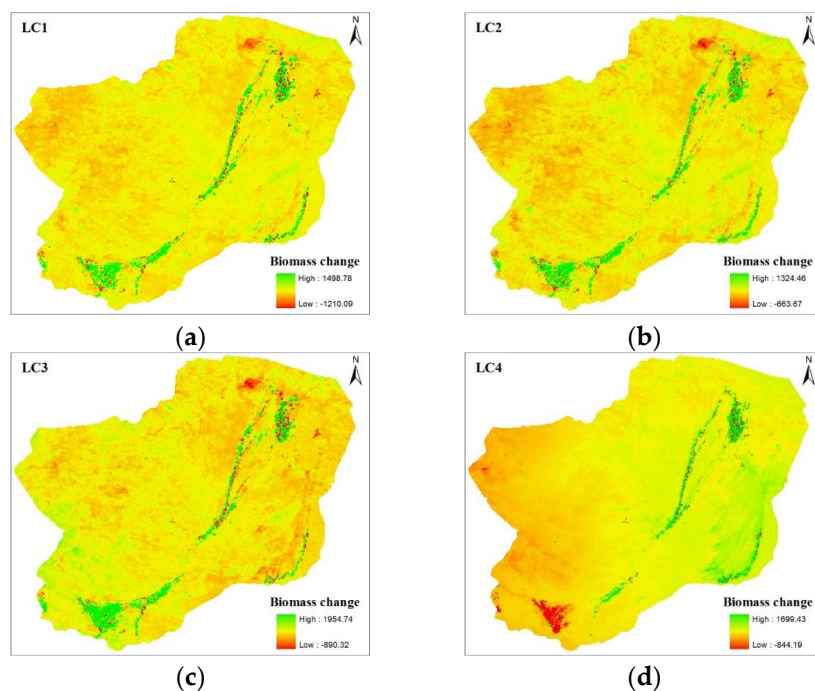 LC1
N
Biomass change
High : 1498.78
Low : -1210.09
(a)
LC2
N
Biomass change
High : 1324.46
Low : -663.67
(b)
LC3
N
Biomass change
High : 1954.74
Low : -890.32
(c)
LC4
N
Biomass change
High : 1699.43
Low : -844.19
(d)